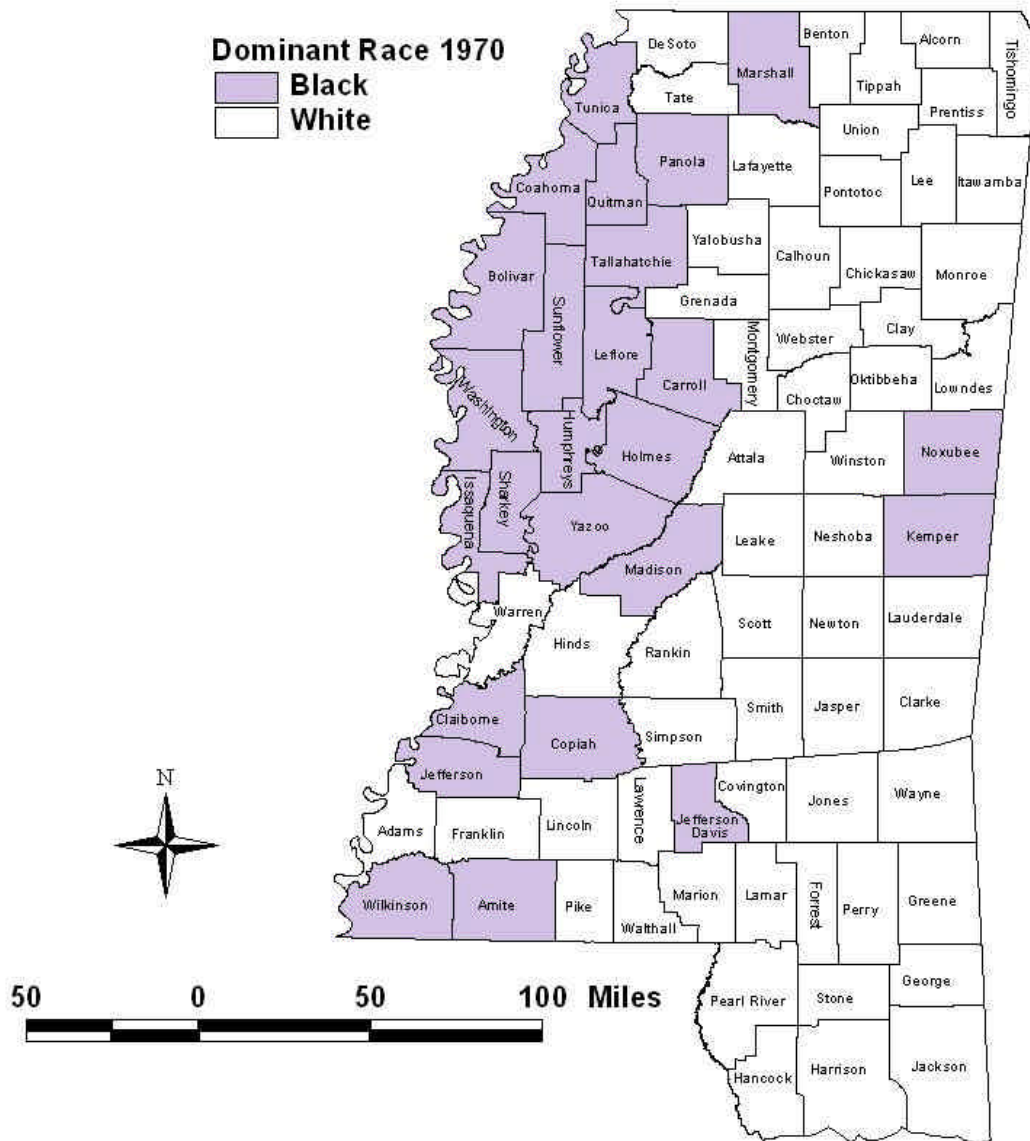 Dominant Race 1970
Black
White
DeSoto
Marshall
Benton
Alcorn
Tishomingo
Tippah
Tunica
Tate
Prentiss
Union
Panola
Lafayette
Coahoma
Quitman
Pontotoc
Lee
Itawamba
Yalobusha
Calhoun
Chickasaw
Monroe
Bolivar
Tallahatchie
Grenada
Sunflower
Leflore
Carroll
Montgomery
Webster
Clay
Choctaw
Oktibbeha
Lowndes
Washington
Humphreys
Holmes
Attala
Winston
Noxubee
Issaquena
Sharkey
Yazoo
Madison
Leake
Neshoba
Kemper
Warren
Hinds
Rankin
Scott
Newton
Lauderdale
Claiborne
Copiah
Simpson
Smith
Jasper
Clarke
Jefferson
Lawrence
Jefferson
Davis
Covington
Jones
Wayne
N
Adams
Franklin
Lincoln
Wilkinson
Amite
Pike
Walthall
Marion
Lamar
Forrest
Perry
Greene
50 0 50 100 Miles
Pearl River
Stone
George
Hancock
Harrison
Jackson